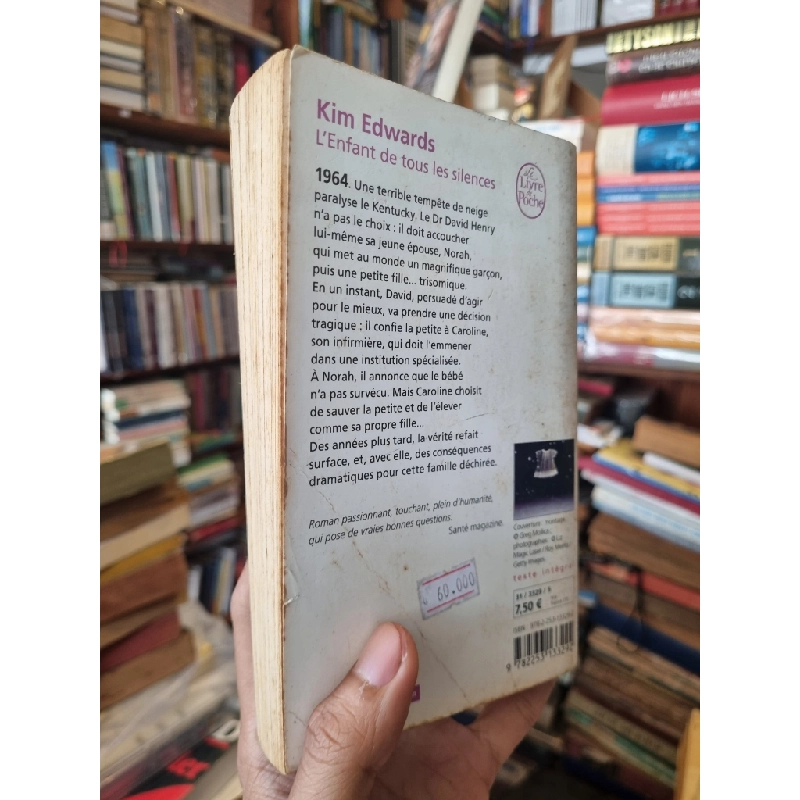 Kim Edwards
L'Enfant de tous les silences
Le
Livre
de
Poche
1964. Une terrible tempête de neige
paralyse le Kentucky. Le Dr David Henry
n'a pas le choix : il doit accoucher
lui-même sa jeune épouse, Norah,
qui met au monde un magnifique garçon,
puis une petite fille... trisomique.
En un instant, David, persuadé d'agir
pour le mieux, va prendre une décision
tragique : il confie la petite à Caroline,
son infirmière, qui doit l'emmener
dans une institution spécialisée.
À Norah, il annonce que le bébé
n'a pas survécu. Mais Caroline choisit
de sauver la petite et de l'élever
comme sa propre fille...
Des années plus tard, la vérité refait
surface, et, avec elle, des conséquences
dramatiques pour cette famille déchirée.
Roman passionnant, touchant, plein d'humanité,
qui pose de vraies bonnes questions.
Santé magazine.
60.000
Couverture :
Getty Images.
texte intégral
7,50 €
ISBN :
9 782253 133292